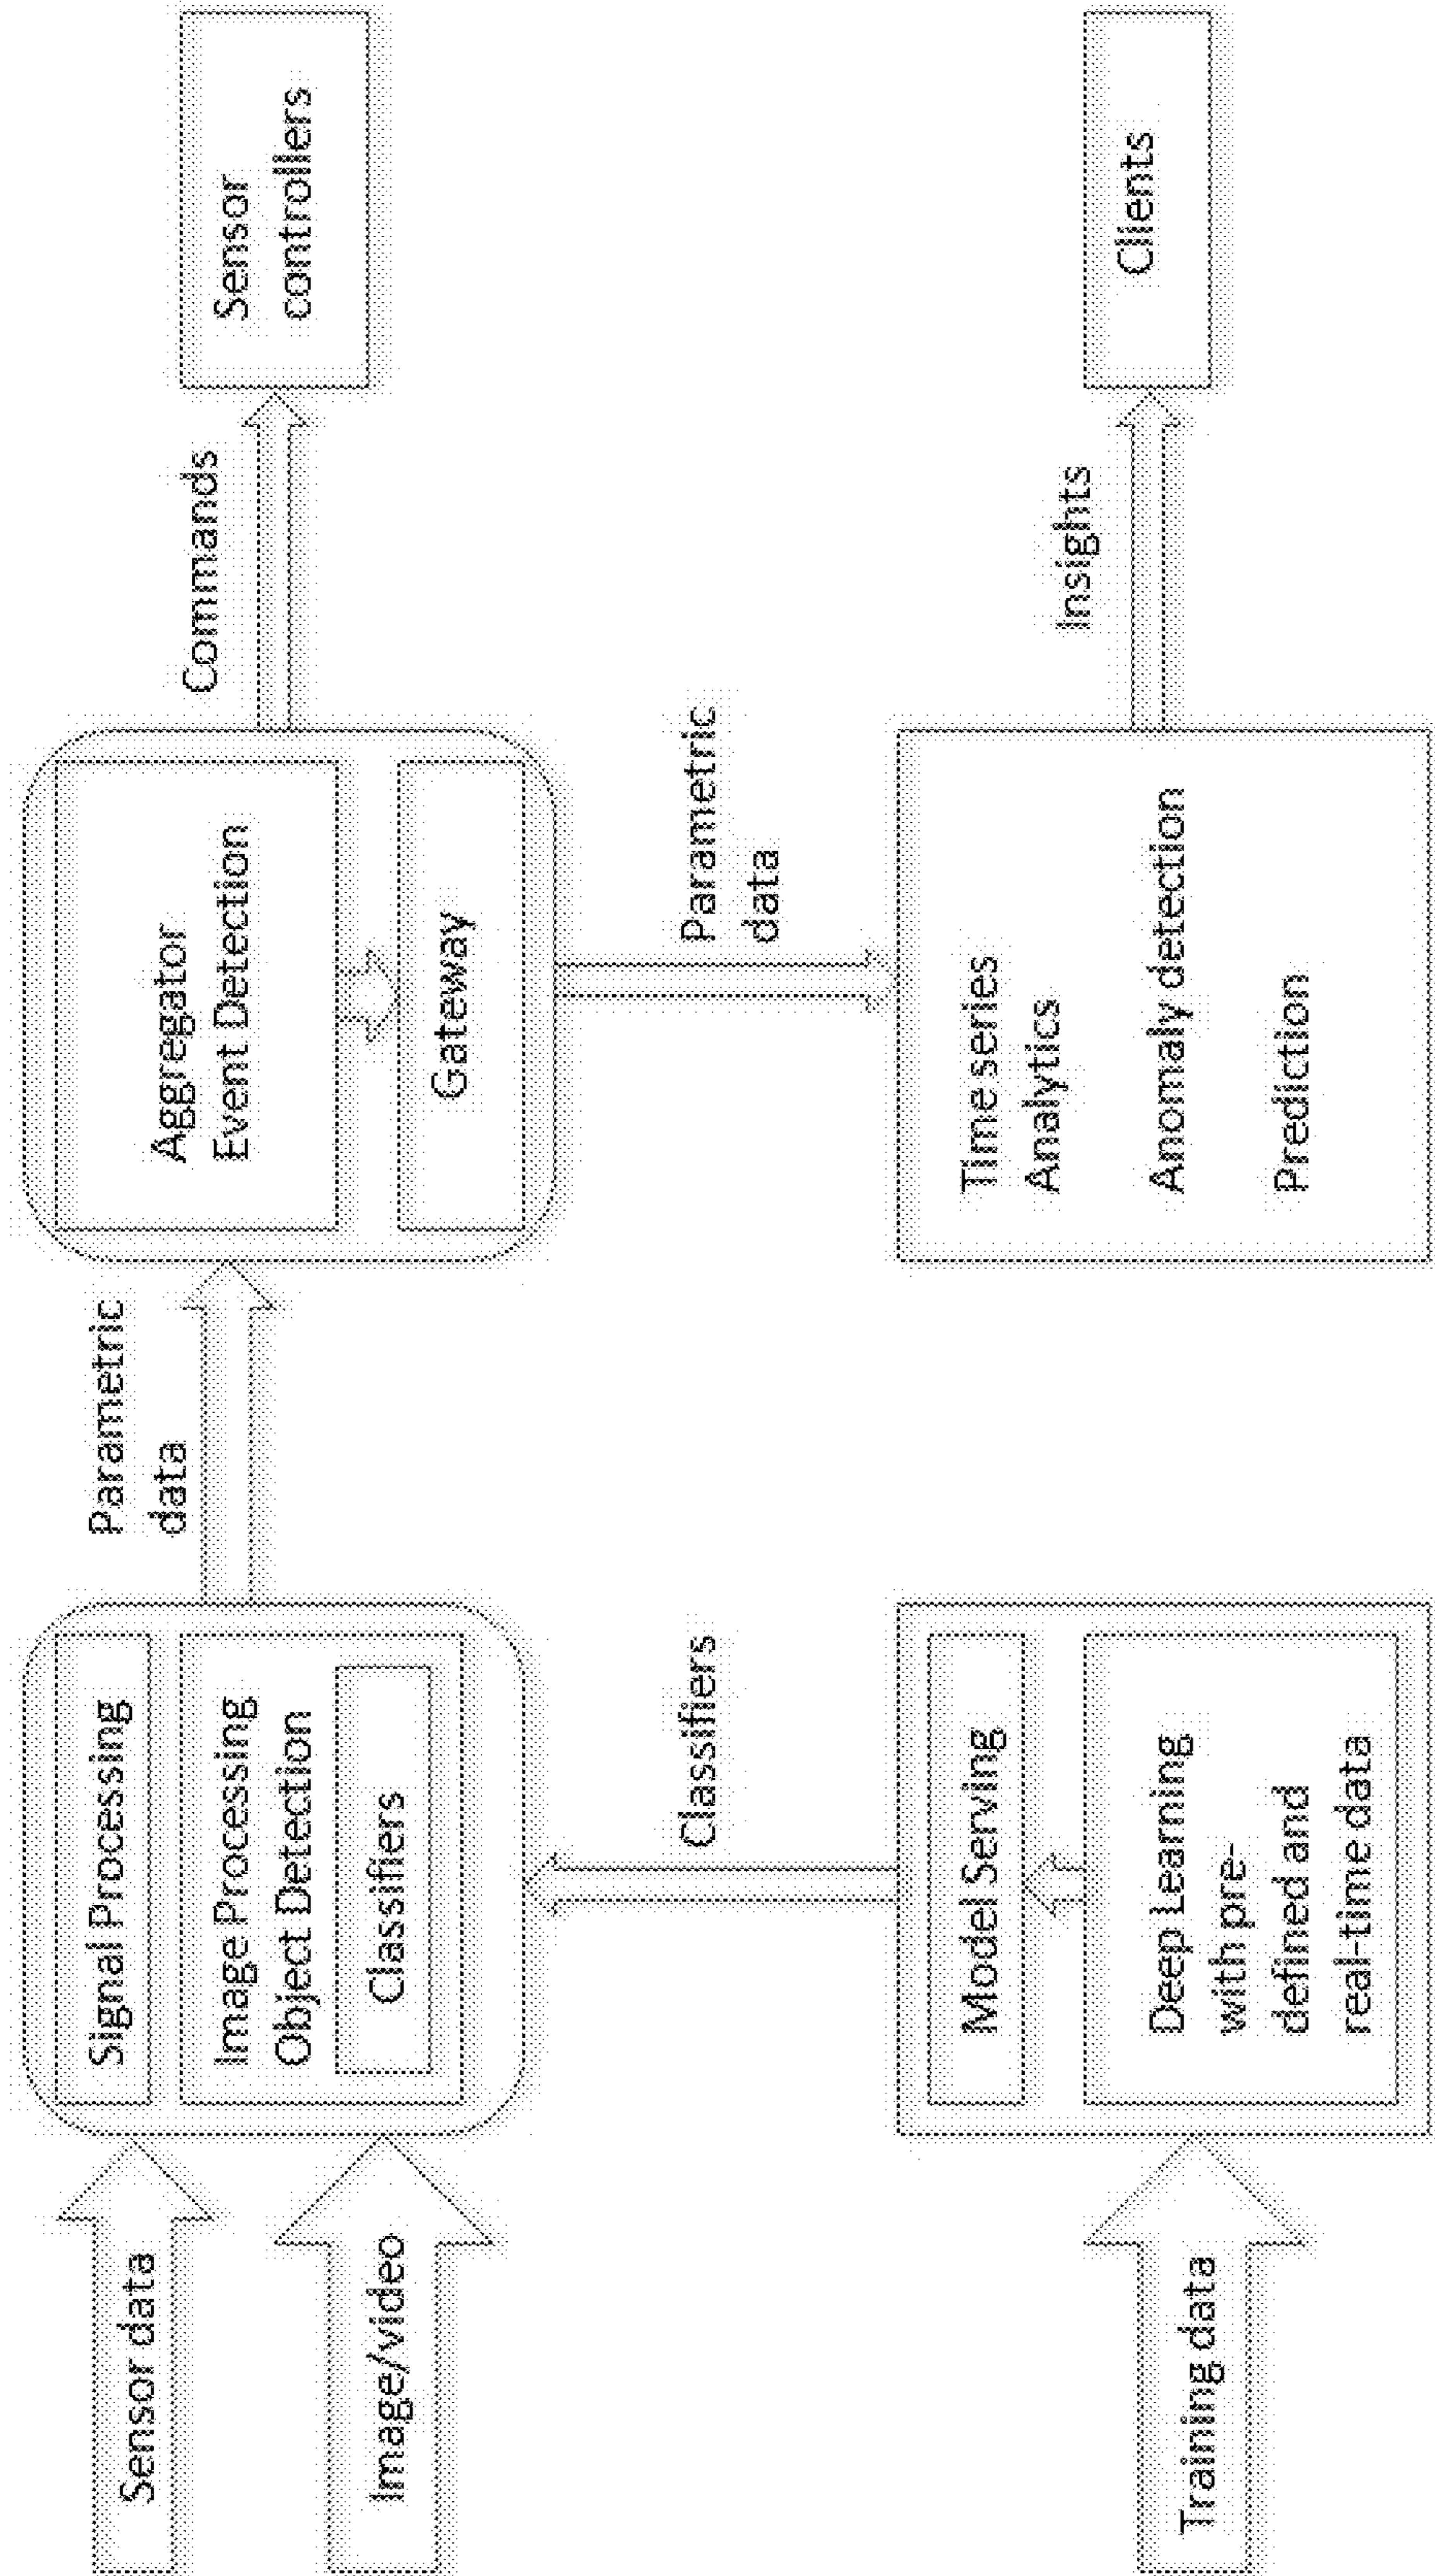 Sensor data
Image/video
Signal Processing
Image Processing
Object Detection
Classifiers
Parametric
data
Aggregator
Event Detection
Gateway
Commands
Sensor
controllers
Classifiers
Parametric
data
Training data
Model Serving
Deep Learning
with pre-
defined and
real-time data
Time series
Analytics
Anomaly detection
Prediction
Insights
Clients